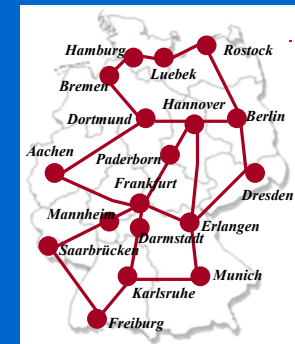 Hamburg
Rostock
Luebek
Bremen
Hannover
Dortmund
Berlin
Aachen
Paderborn
Frankfurt
Dresden
Mannheim
Erlangen
Darmstadt
Saarbrücken
Munich
Karlsruhe
Freiburg